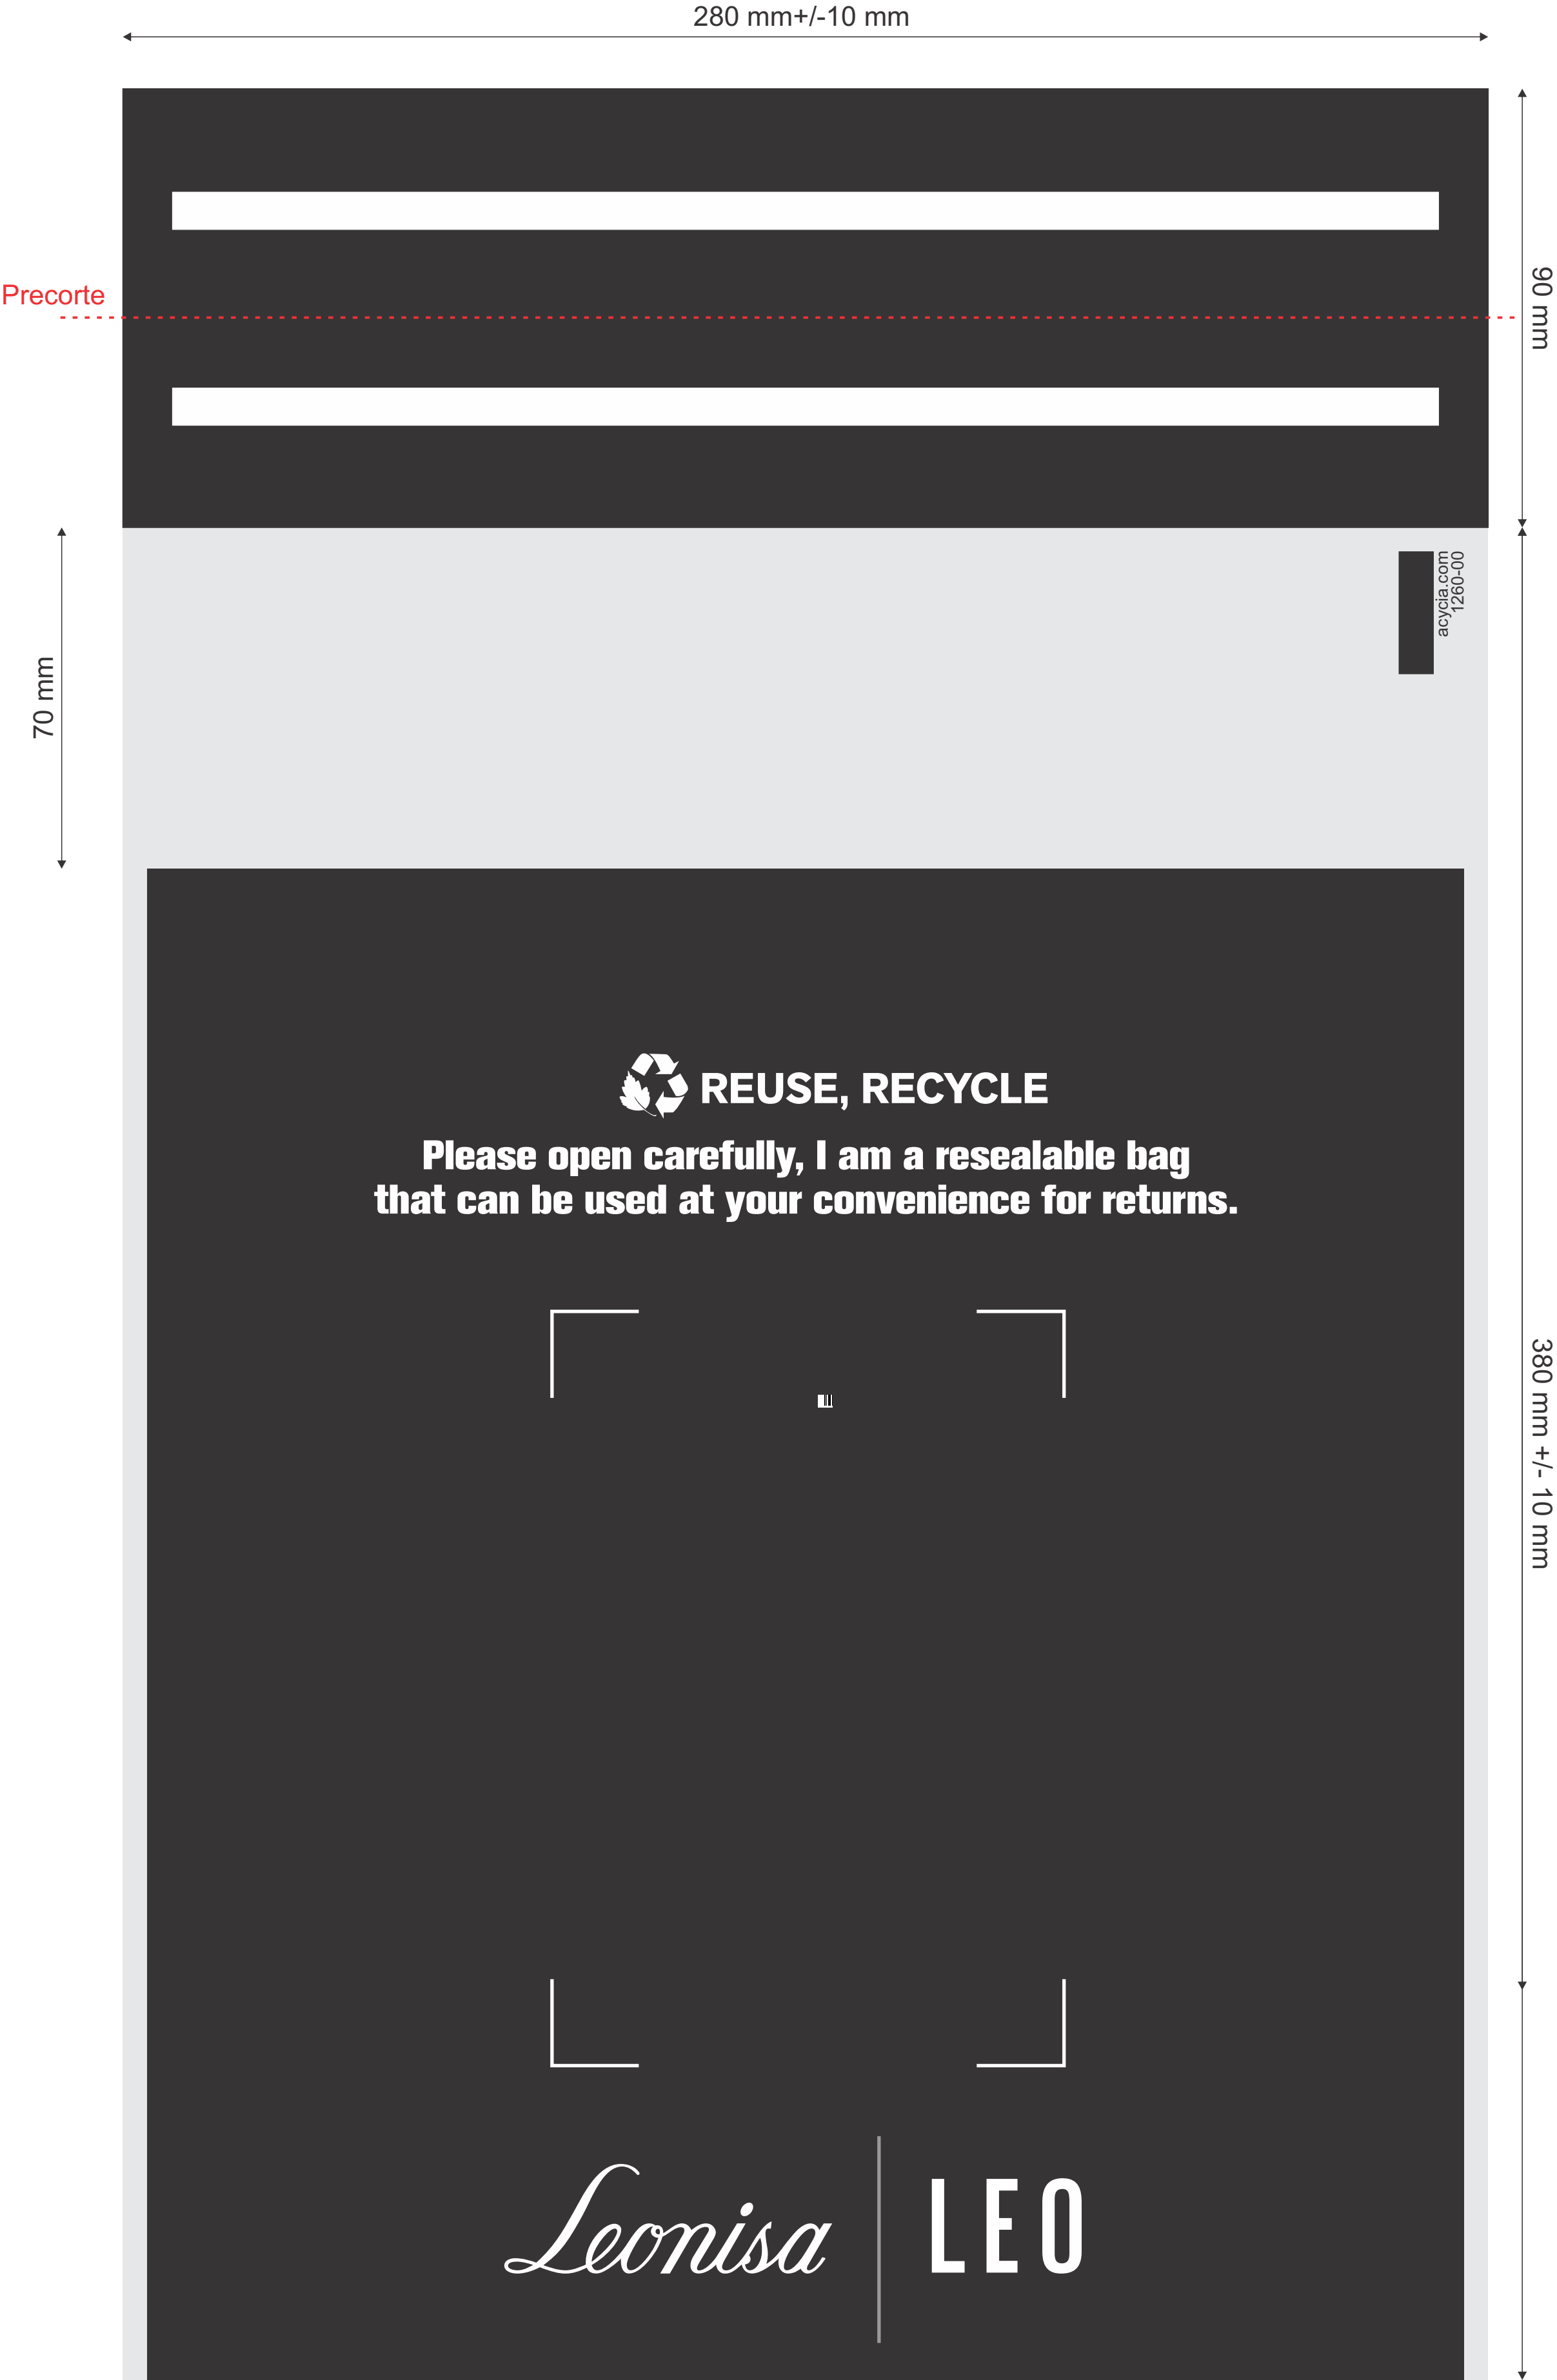 280 mm+/-10 mm
Precorte
90 mm
acycia.com
1260-00
70 mm
REUSE, RECYCLE
Please open carefully, I am a resealable bag
that can be used at your convenience for returns.
380 mm +/- 10 mm
Leonisa
LEO